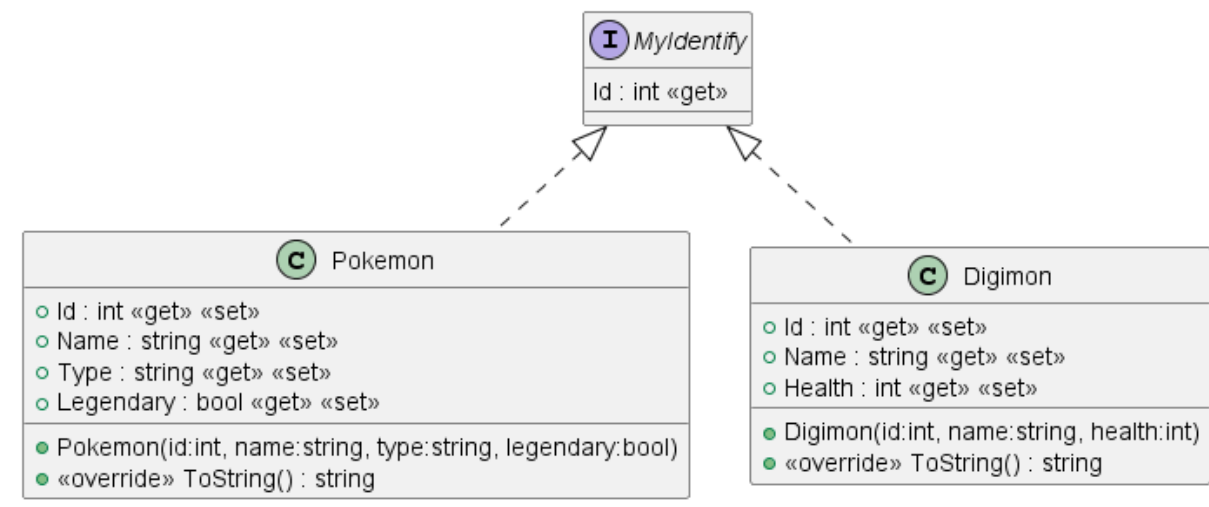 I MyIdentify
Id : int «get»
C Pokemon
Id : int «get» «set»
Name : string «get» «set»
Type : string «get» «set»
Legendary : bool «get» «set»
Pokemon(id:int, name:string, type:string, legendary:bool)
«override» ToString() : string
C Digimon
Id : int «get» «set»
Name : string «get» «set»
Health : int «get» «set»
Digimon(id:int, name:string, health:int)
«override» ToString() : string